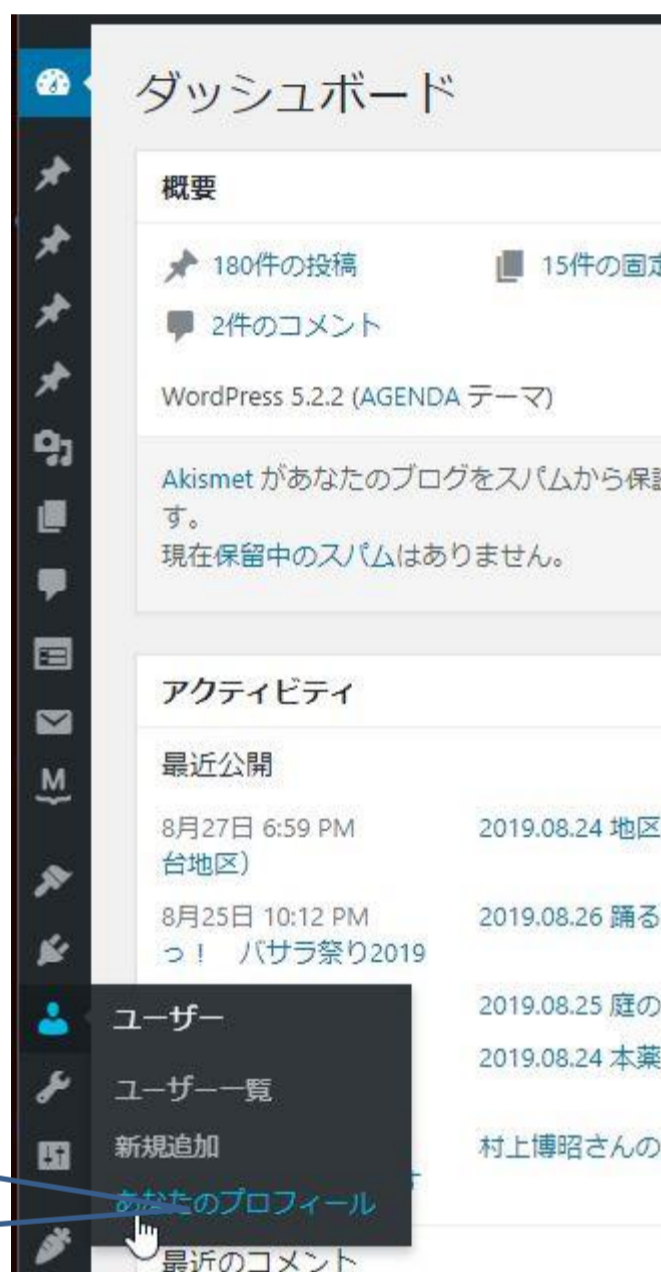 ダッシュボード
概要
180件の投稿
15件の固定
2件のコメント
WordPress 5.2.2 (AGENDA テーマ)
Akismet があなたのブログをスパムから保護
す。
現在保留中のスパムはありません。
アクティビティ
最近公開
8月27日 6:59 PM 2019.08.24 地区
台地区)
8月25日 10:12 PM 2019.08.26 踊る
っ! バサラ祭り2019
2019.08.25 庭の
2019.08.24 本薬
村上博昭さんの
ユーザー
ユーザー一覧
新規追加
あなたのプロフィール
最近のコメント